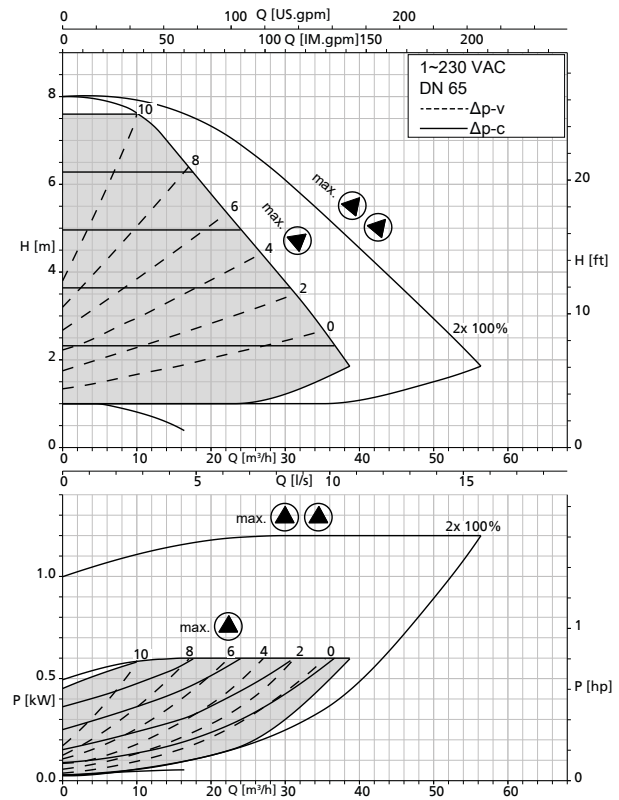 100 Q [US.gpm] 200
0 50 100 Q [IM.gpm] 150 200
1~230 VAC
DN 65
Δp-v
Δp-c
8
10
8
max.
20
6
6
max.
H [m]
4
H [ft]
4
2
10
0
2x 100%
2
0
0
0 10 20 Q [m³/h] 30 40 50 60
0 5 Q [l/s] 10 15
max.
2x 100%
1.0
max.
1
10 8 6 4 2 0
0.5
P [kW]
P [hp]
0.0
0
0 10 20 Q [m³/h] 30 40 50 60